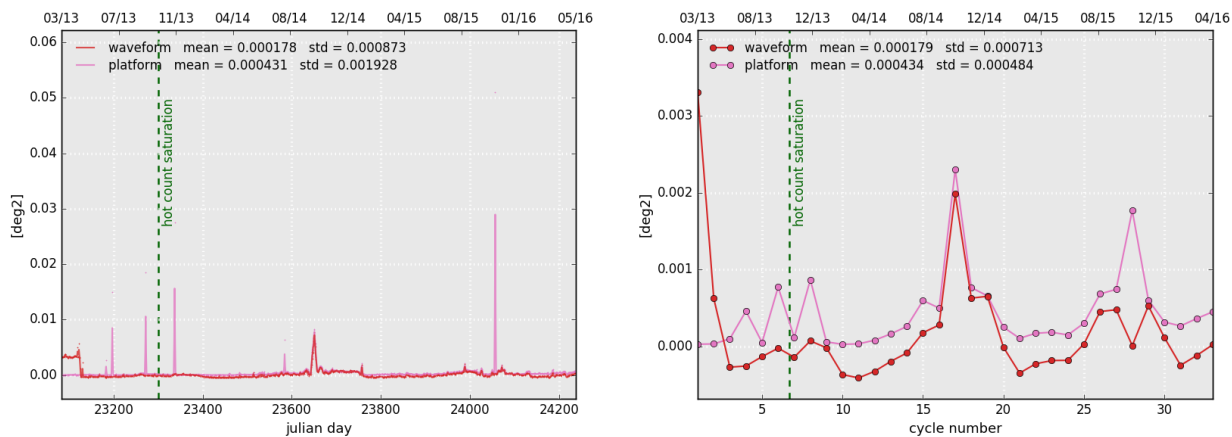 03/13 07/13 11/13 04/14 08/14 12/14 04/15 08/15 01/16 05/16
waveform mean = 0.000178 std = 0.000873
platform mean = 0.000431 std = 0.001928
0.06
0.05
0.04
0.03
0.02
0.01
0.00
[deg2]
hot count saturation
23200 23400 23600 23800 24000 24200
julian day
03/13 08/13 12/13 04/14 08/14 12/14 04/15 08/15 12/15 04/16
waveform mean = 0.000179 std = 0.000713
platform mean = 0.000434 std = 0.000484
0.004
0.003
0.002
0.001
0.000
[deg2]
hot count saturation
5 10 15 20 25 30
cycle number